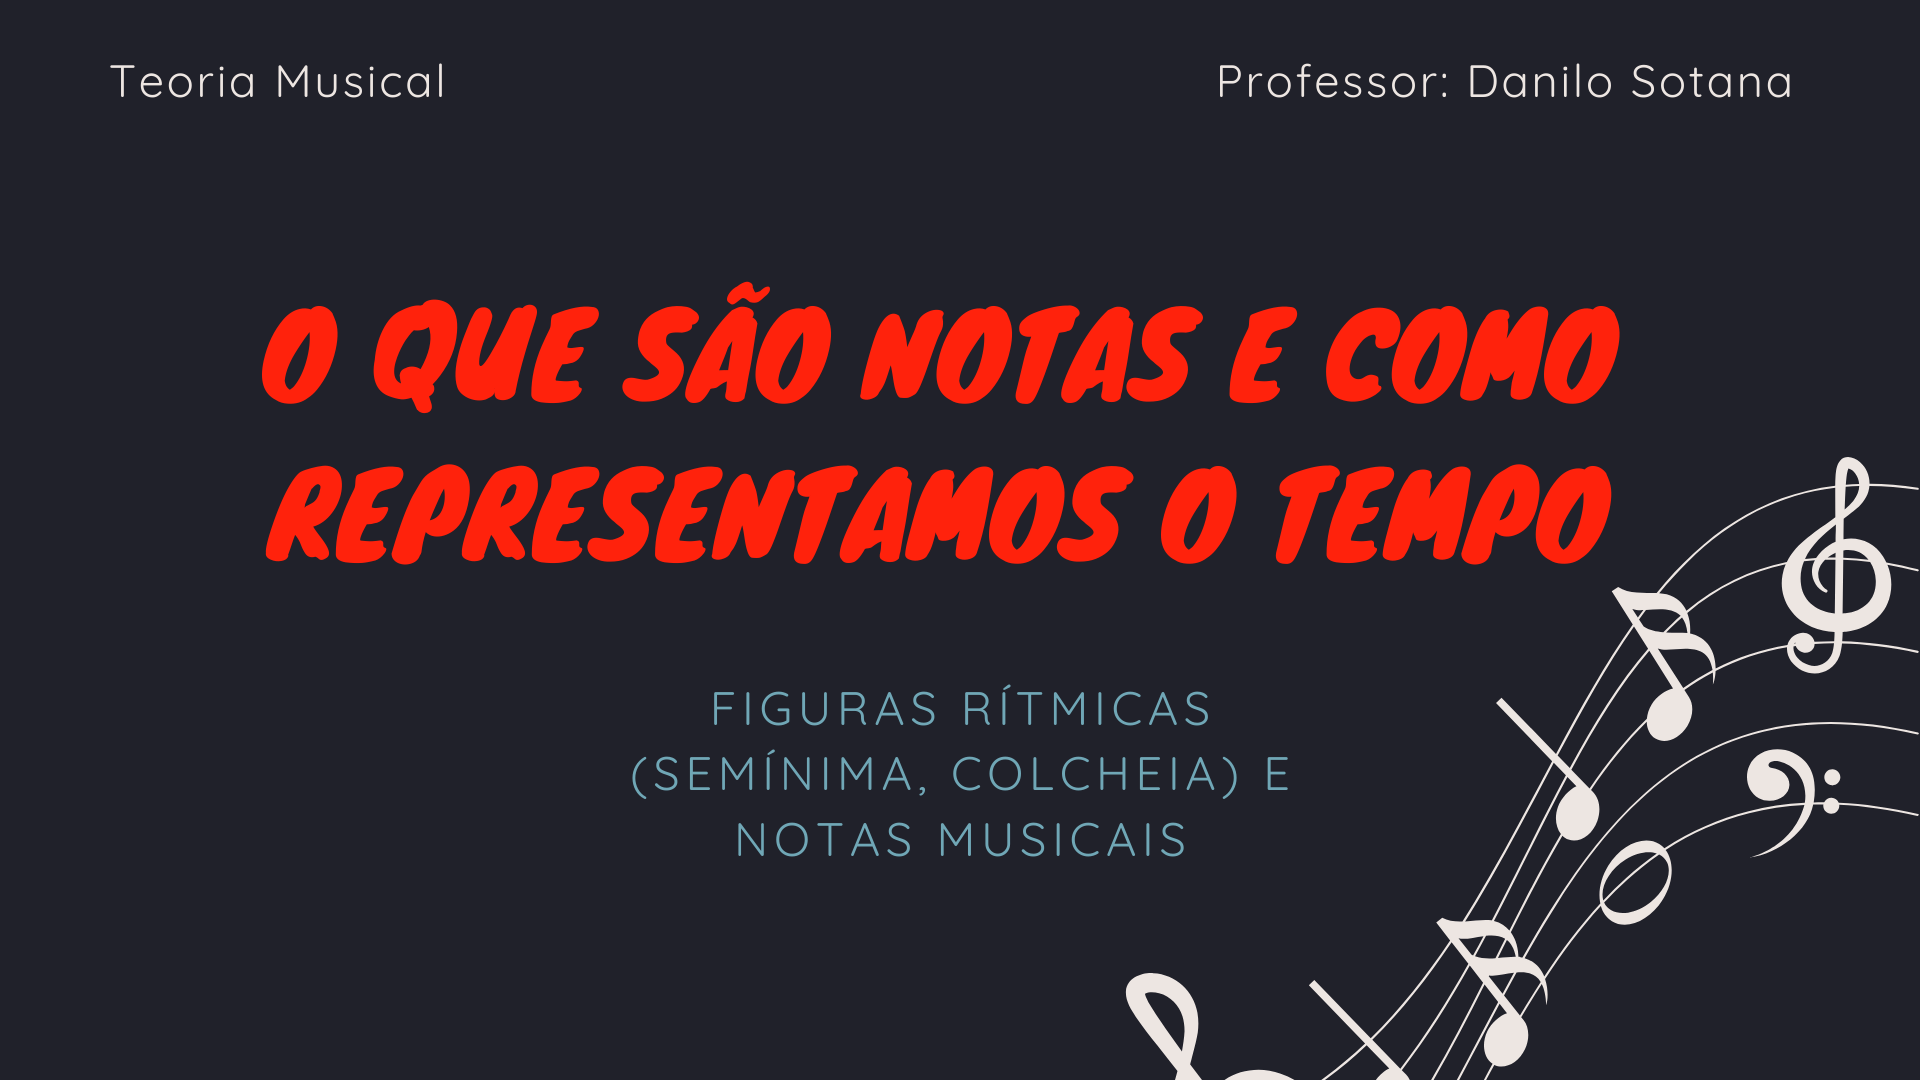 Teoria Musical
Professor: Danilo Sotana
O QUE SÃO NOTAS E COMO
REPRESENTAMOS O TEMPO
FIGURAS RÍTMICAS
(SEMÍNIMA, COLCHEIA) E
NOTAS MUSICAIS